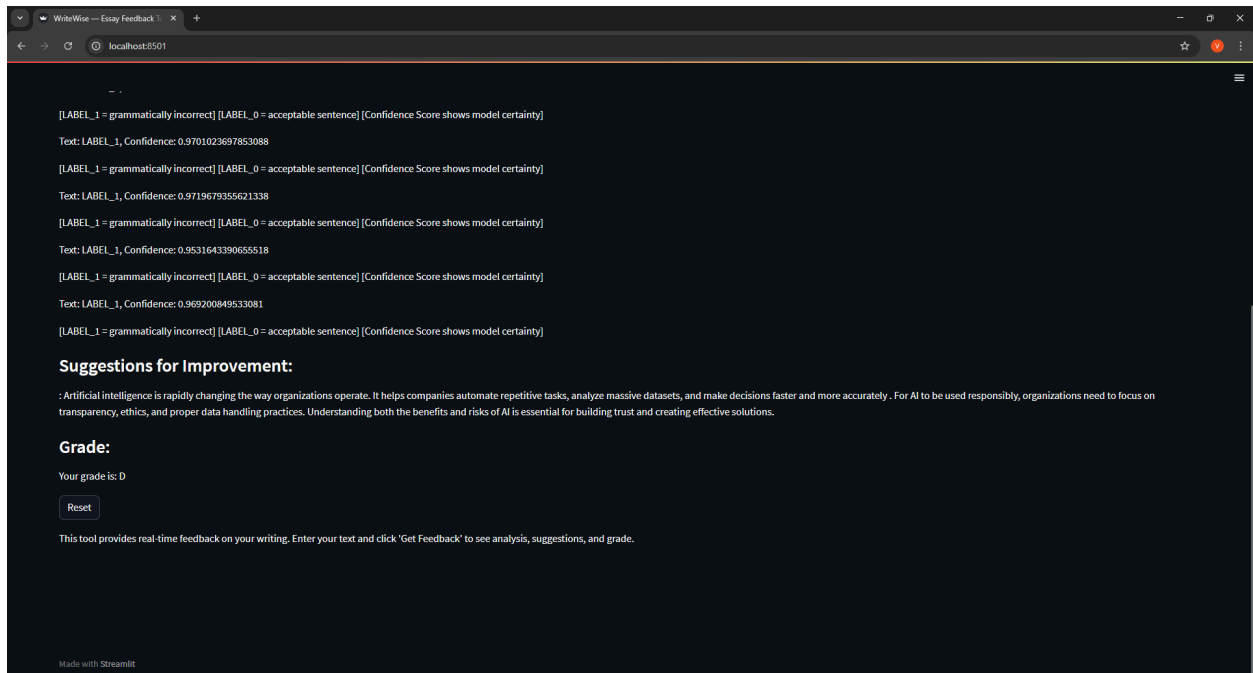 WriteWise — Essay Feedback
localhost:8501
V
[LABEL_1 = grammatically incorrect] [LABEL_0 = acceptable sentence] [Confidence Score shows model certainty]
Text: LABEL_1, Confidence: 0.9701023697853088
[LABEL_1 = grammatically incorrect] [LABEL_0 = acceptable sentence] [Confidence Score shows model certainty]
Text: LABEL_1, Confidence: 0.9719679355621338
[LABEL_1 = grammatically incorrect] [LABEL_0 = acceptable sentence] [Confidence Score shows model certainty]
Text: LABEL_1, Confidence: 0.9531643390655518
[LABEL_1 = grammatically incorrect] [LABEL_0 = acceptable sentence] [Confidence Score shows model certainty]
Text: LABEL_1, Confidence: 0.969200849533081
[LABEL_1 = grammatically incorrect] [LABEL_0 = acceptable sentence] [Confidence Score shows model certainty]
Suggestions for Improvement:
: Artificial intelligence is rapidly changing the way organizations operate. It helps companies automate repetitive tasks, analyze massive datasets, and make decisions faster and more accurately . For AI to be used responsibly, organizations need to focus on
transparency, ethics, and proper data handling practices. Understanding both the benefits and risks of AI is essential for building trust and creating effective solutions.
Grade:
Your grade is: D
Reset
This tool provides real-time feedback on your writing. Enter your text and click 'Get Feedback' to see analysis, suggestions, and grade.
Made with Streamlit